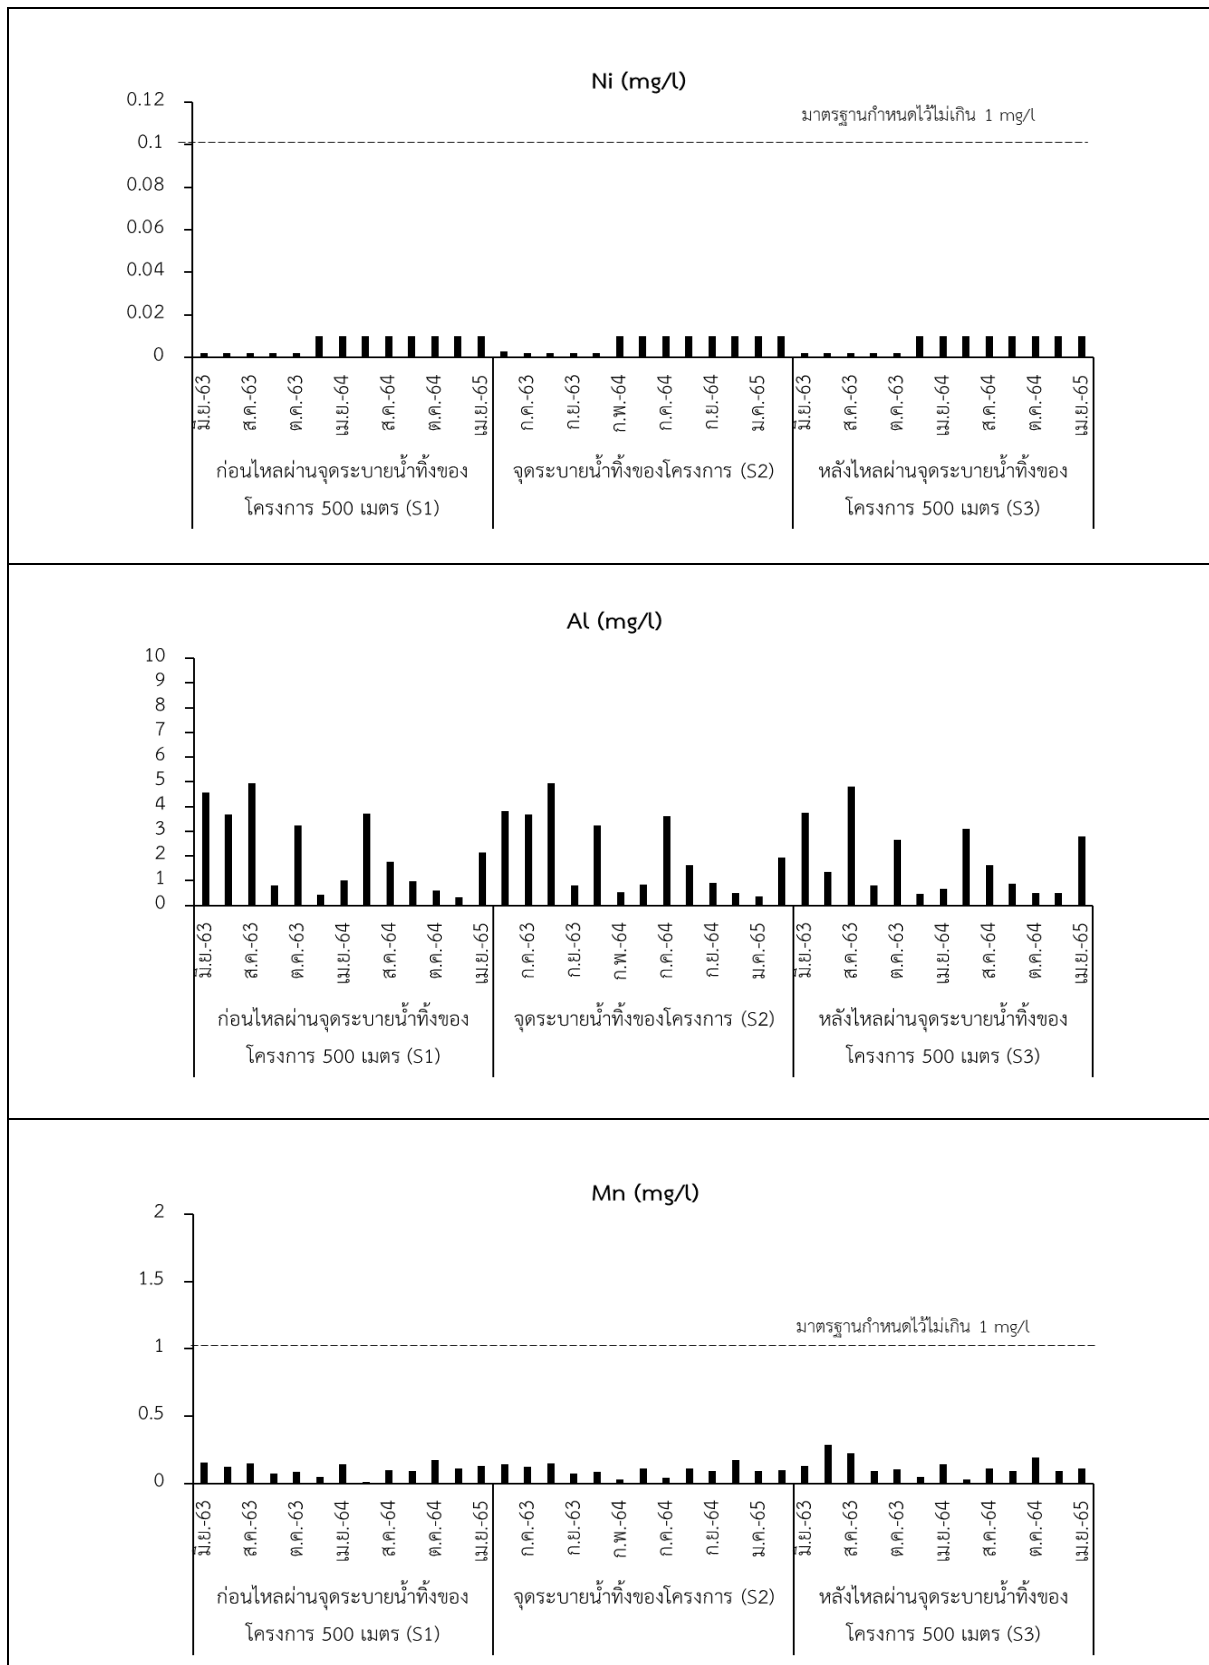 Ni (mg/l)
มาตรฐานกำหนดไว้ไม่เกิน 1 mg/l
0.12
0.1
0.08
0.06
0.04
0.02
0
มิ.ย.-63
ส.ค.-63
ต.ค.-63
เม.ย.-64
ส.ค.-64
ต.ค.-64
เม.ย.-65
ก.ค.-63
ก.ย.-63
ก.พ.-64
ก.ค.-64
ก.ย.-64
ม.ค.-65
มิ.ย.-63
ส.ค.-63
ต.ค.-63
เม.ย.-64
ส.ค.-64
ต.ค.-64
เม.ย.-65
ก่อนไหลผ่านจุดระบายน้ำทิ้งของ
โครงการ 500 เมตร (S1)
จุดระบายน้ำทิ้งของโครงการ (S2)
หลังไหลผ่านจุดระบายน้ำทิ้งของ
โครงการ 500 เมตร (S3)
Al (mg/l)
10
9
8
7
6
5
4
3
2
1
0
มิ.ย.-63
ส.ค.-63
ต.ค.-63
เม.ย.-64
ส.ค.-64
ต.ค.-64
เม.ย.-65
ก.ค.-63
ก.ย.-63
ก.พ.-64
ก.ค.-64
ก.ย.-64
ม.ค.-65
มิ.ย.-63
ส.ค.-63
ต.ค.-63
เม.ย.-64
ส.ค.-64
ต.ค.-64
เม.ย.-65
ก่อนไหลผ่านจุดระบายน้ำทิ้งของ
โครงการ 500 เมตร (S1)
จุดระบายน้ำทิ้งของโครงการ (S2)
หลังไหลผ่านจุดระบายน้ำทิ้งของ
โครงการ 500 เมตร (S3)
Mn (mg/l)
มาตรฐานกำหนดไว้ไม่เกิน 1 mg/l
2
1.5
1
0.5
0
มิ.ย.-63
ส.ค.-63
ต.ค.-63
เม.ย.-64
ส.ค.-64
ต.ค.-64
เม.ย.-65
ก.ค.-63
ก.ย.-63
ก.พ.-64
ก.ค.-64
ก.ย.-64
ม.ค.-65
มิ.ย.-63
ส.ค.-63
ต.ค.-63
เม.ย.-64
ส.ค.-64
ต.ค.-64
เม.ย.-65
ก่อนไหลผ่านจุดระบายน้ำทิ้งของ
โครงการ 500 เมตร (S1)
จุดระบายน้ำทิ้งของโครงการ (S2)
หลังไหลผ่านจุดระบายน้ำทิ้งของ
โครงการ 500 เมตร (S3)